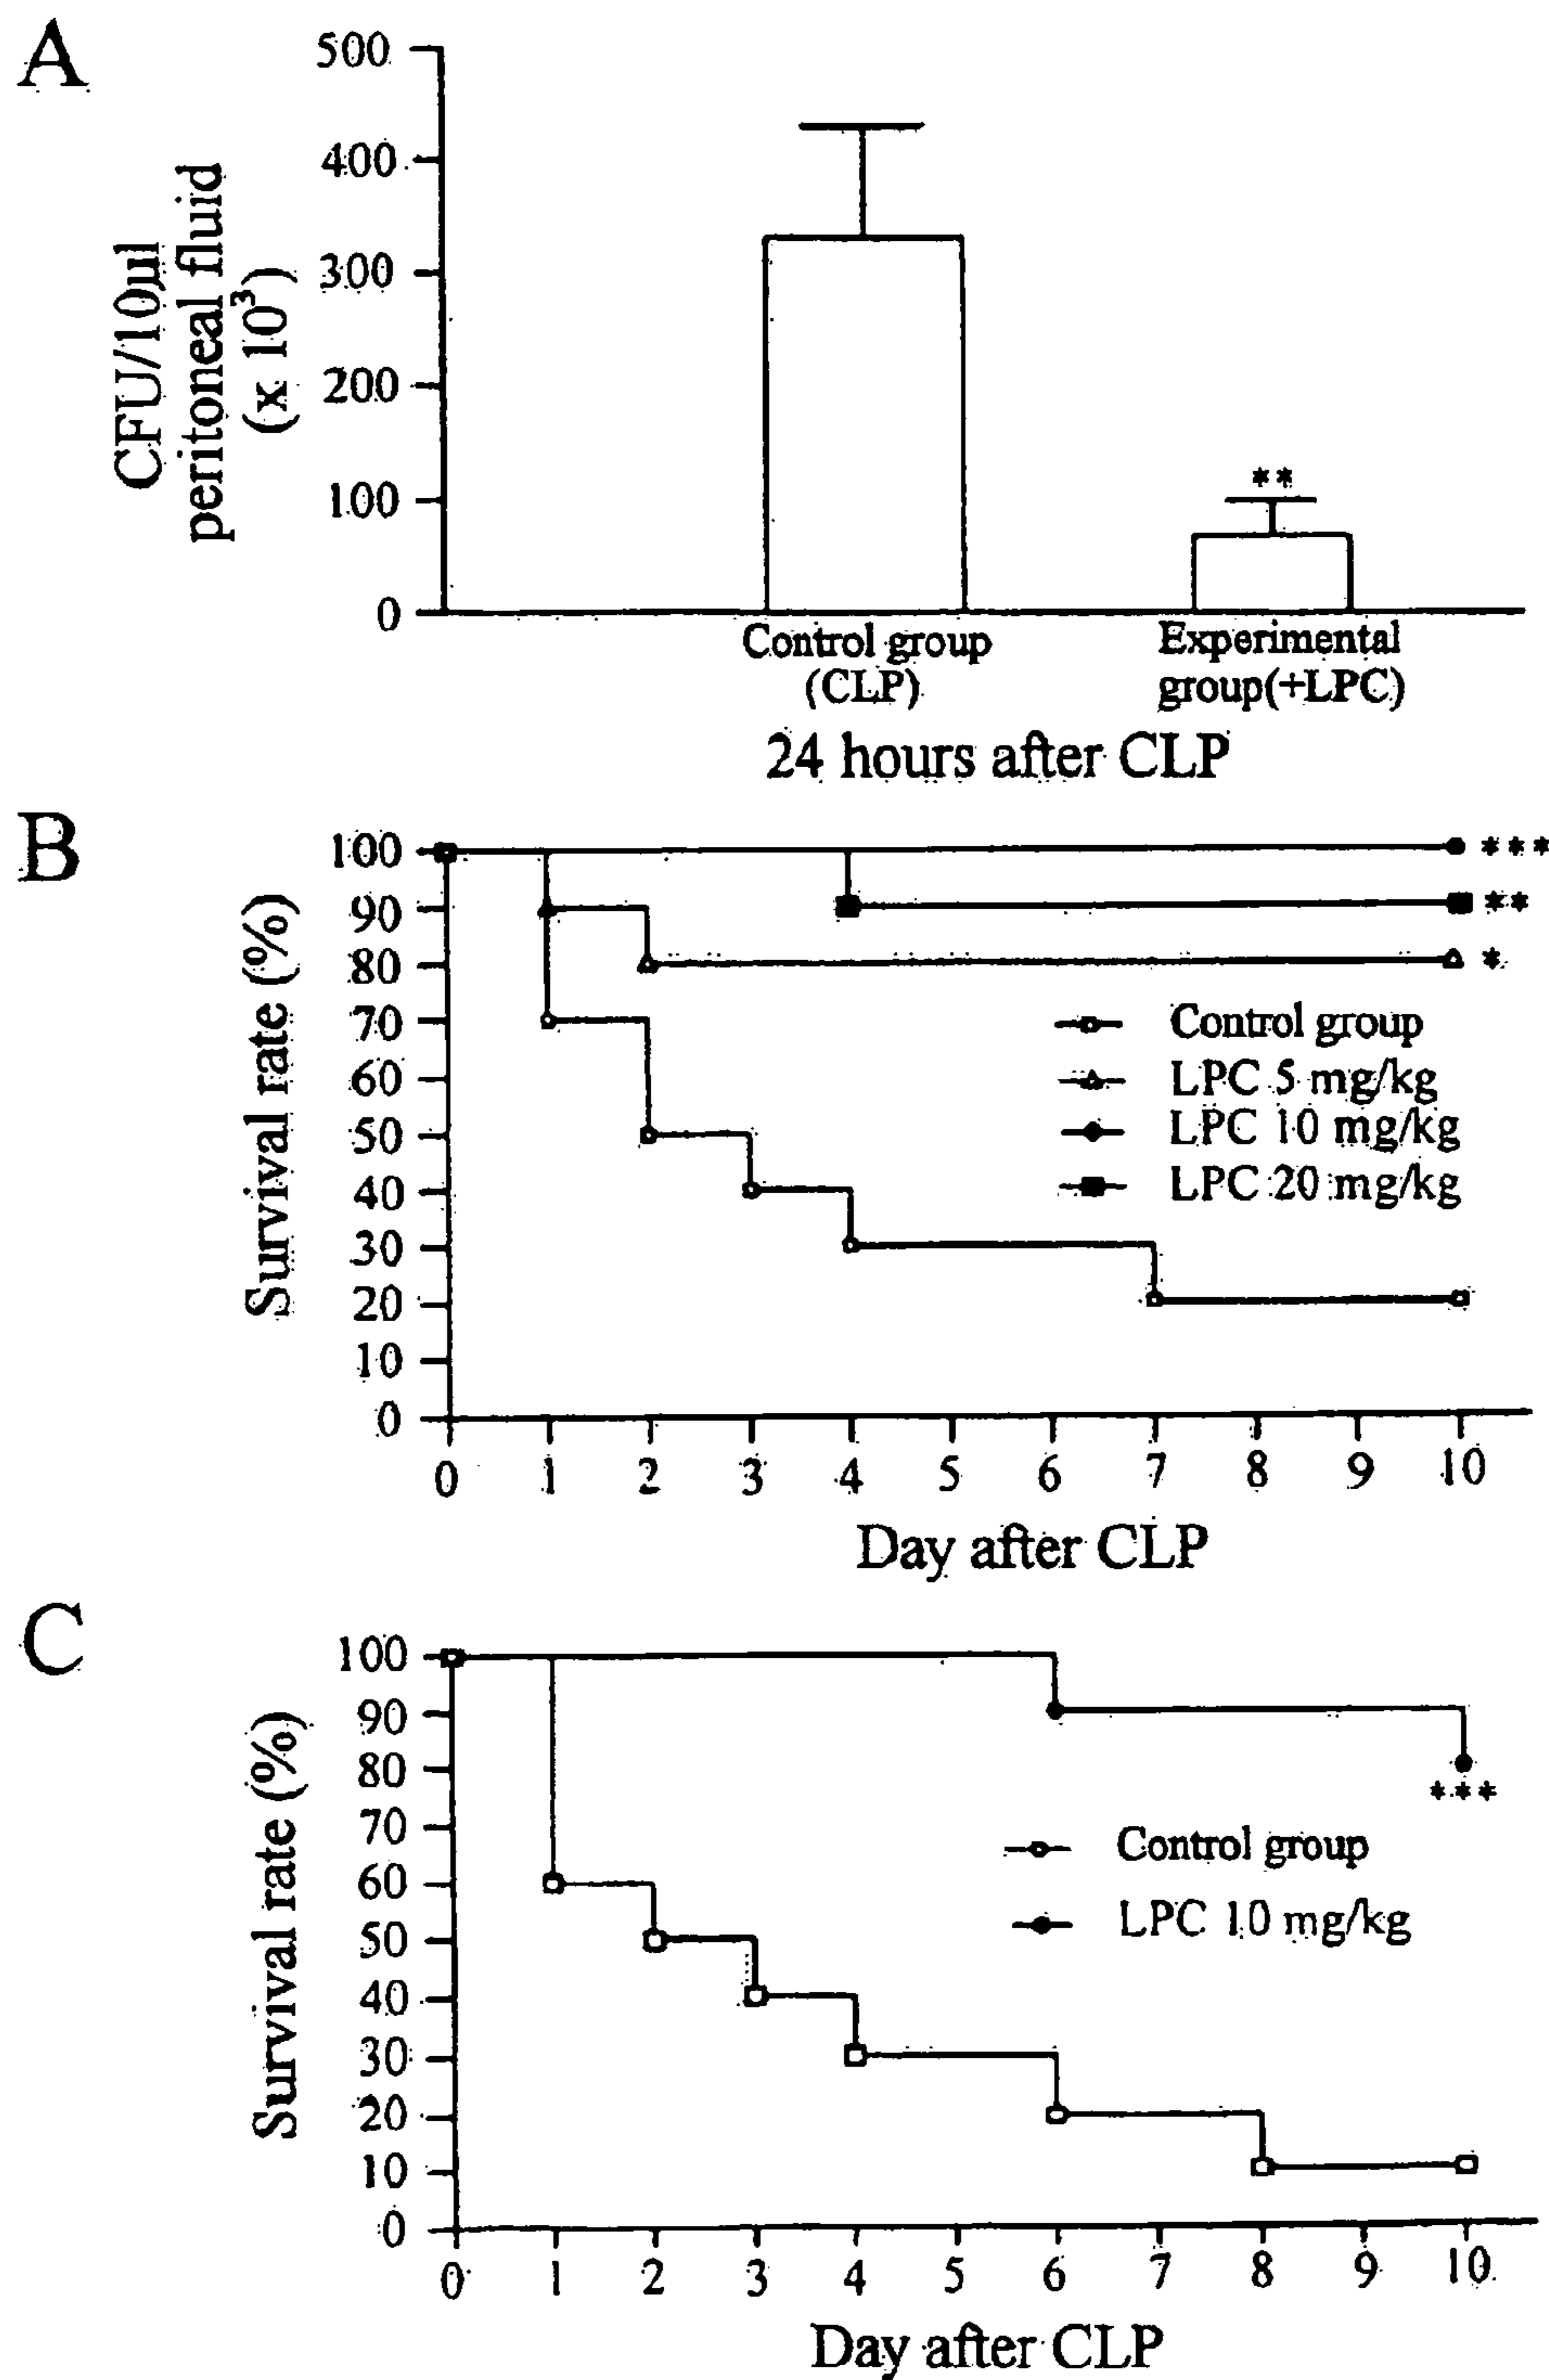 A
500
400
300
200
100
0
CFU/10µl
peritoneal fluid
(x 10³)
**
Control group
(CLP)
Experimental
group(+LPC)
24 hours after CLP
B
100
90
80
70
60
50
40
30
20
10
0
Survival rate (%)
***
**
*
Control group
LPC 5 mg/kg
LPC 10 mg/kg
LPC 20 mg/kg
0 1 2 3 4 5 6 7 8 9 10
Day after CLP
C
100
90
80
70
60
50
40
30
20
10
0
Survival rate (%)
***
Control group
LPC 10 mg/kg
0 1 2 3 4 5 6 7 8 9 10
Day after CLP